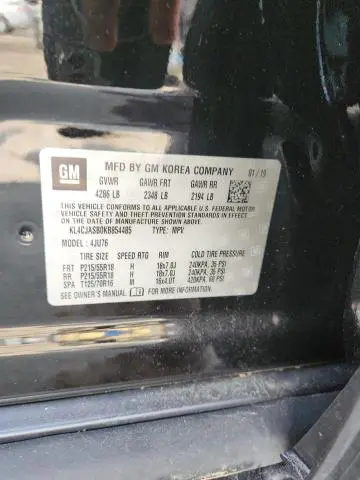 GM
MFD BY GM KOREA COMPANY 01 / 19
GVWR GAWR FRT GAWR RR
4266 LB 2348 LB 2194 LB
THIS VEHICLE CONFORMS TO ALL APPLICABLE U.S. FEDERAL MOTOR
VEHICLE SAFETY, BUMPER, AND THEFT PREVENTION STANDARDS IN
EFFECT ON THE DATE OF MANUFACTURE SHOWN ABOVE.
KL4CJASB0KB854485 TYPE: MPV
MODEL: 4JU76
TIRE SIZE SPEED RTG RIM COLD TIRE PRESSURE
FRT P215/55R18 H 18x7.0J 240KPA, 35 PSI
RR P215/55R18 H 18x7.0J 240KPA, 35 PSI
SPA T125/70R16 M 16x4.0T 420KPA, 60 PSI
SEE OWNER'S MANUAL FOR MORE INFORMATION.